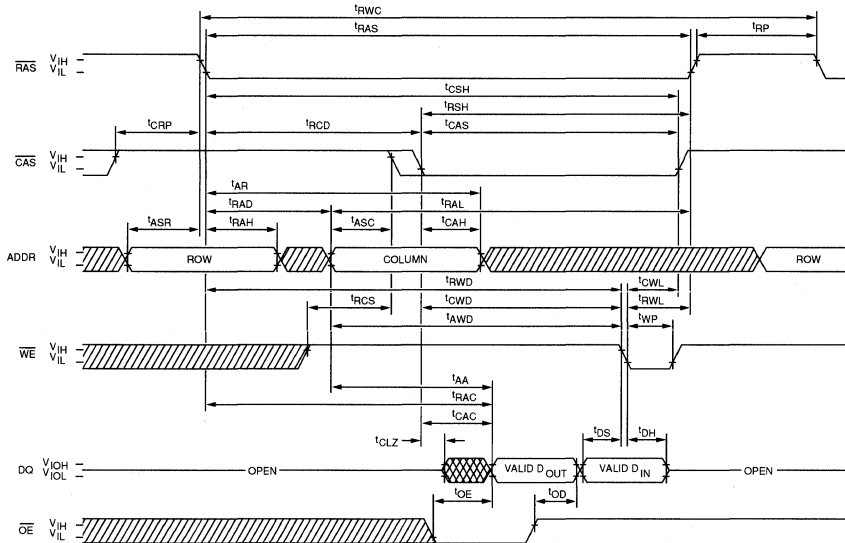 tRWC
tRAS
tRP
RAS VIH
VIL
tCSH
tRSH
tCRP
tRCD
tCAS
CAS VIH
VIL
tAR
tRAD
tRAL
tASR
tRAH
tASC
tCAH
ADDR VIH
VIL
ROW
COLUMN
ROW
tRWD
tCWL
tRCS
tCWD
tRWL
tAWD
tWP
WE VIH
VIL
tAA
tRAC
tCAC
tCLZ
tDS
tDH
DQ VIOH
VIOL
OPEN
VALID DOUT
VALID DIN
OPEN
tOE
tOD
OE VIH
VIL